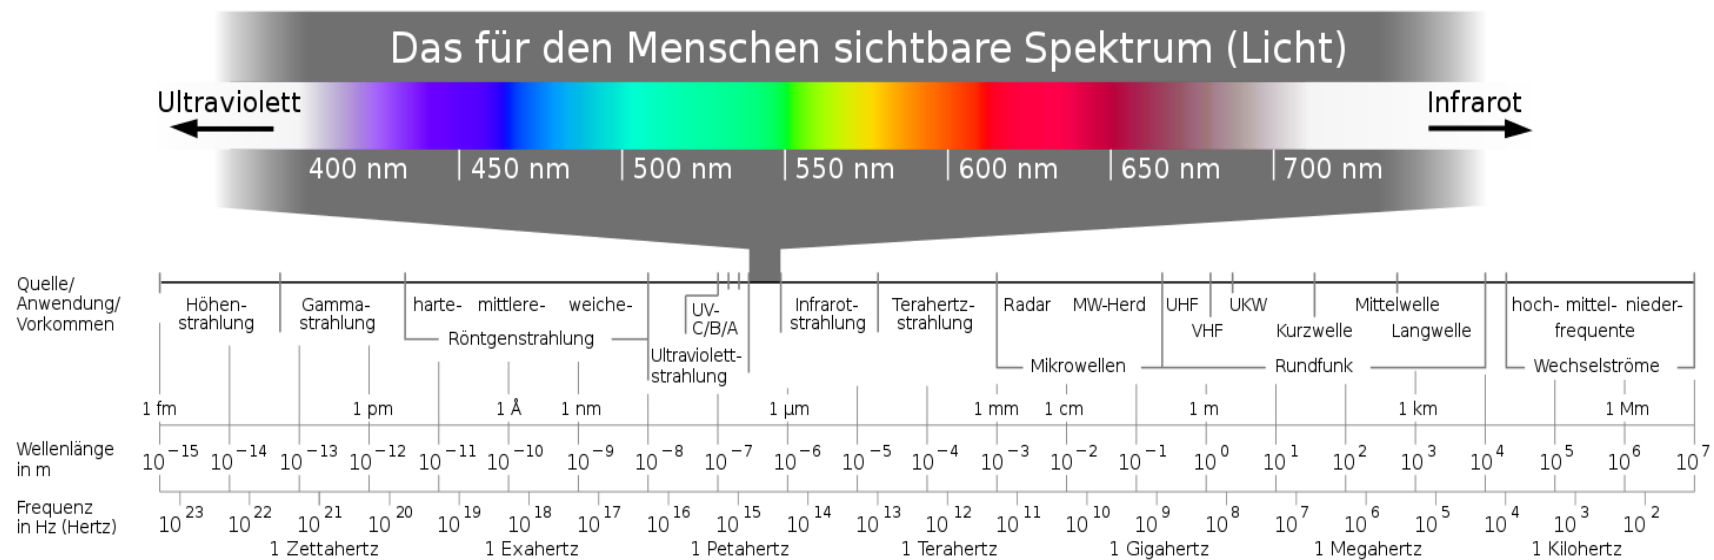 Das für den Menschen sichtbare Spektrum (Licht)
Ultraviolett
Infrarot
400 nm 450 nm 500 nm 550 nm 600 nm 650 nm 700 nm
Quelle/
Anwendung/
Vorkommen
Höhen-
strahlung
Gamma-
strahlung
harte- mittlere- weiche-
Röntgenstrahlung
UV-
C/B/A
Ultraviolett-
strahlung
Infrarot-
strahlung
Terahertz-
strahlung
Radar MW-Herd
Mikrowellen
UHF UKW Mittelwelle
VHF Kurzwelle Langwelle
Rundfunk
hoch- mittel- nieder-
frequente
Wechselströme
1 fm 1 pm 1 Å 1 nm 1 µm 1 mm 1 cm 1 m 1 km 1 Mm
Wellenlänge
in m
10⁻¹⁵ 10⁻¹⁴ 10⁻¹³ 10⁻¹² 10⁻¹¹ 10⁻¹⁰ 10⁻⁹ 10⁻⁸ 10⁻⁷ 10⁻⁶ 10⁻⁵ 10⁻⁴ 10⁻³ 10⁻² 10⁻¹ 10⁰ 10¹ 10² 10³ 10⁴ 10⁵ 10⁶ 10⁷
Frequenz
in Hz (Hertz)
10²³ 10²² 10²¹ 10²⁰ 10¹⁹ 10¹⁸ 10¹⁷ 10¹⁶ 10¹⁵ 10¹⁴ 10¹³ 10¹² 10¹¹ 10¹⁰ 10⁹ 10⁸ 10⁷ 10⁶ 10⁵ 10⁴ 10³ 10²
1 Zettahertz 1 Exahertz 1 Petahertz 1 Terahertz 1 Gigahertz 1 Megahertz 1 Kilohertz